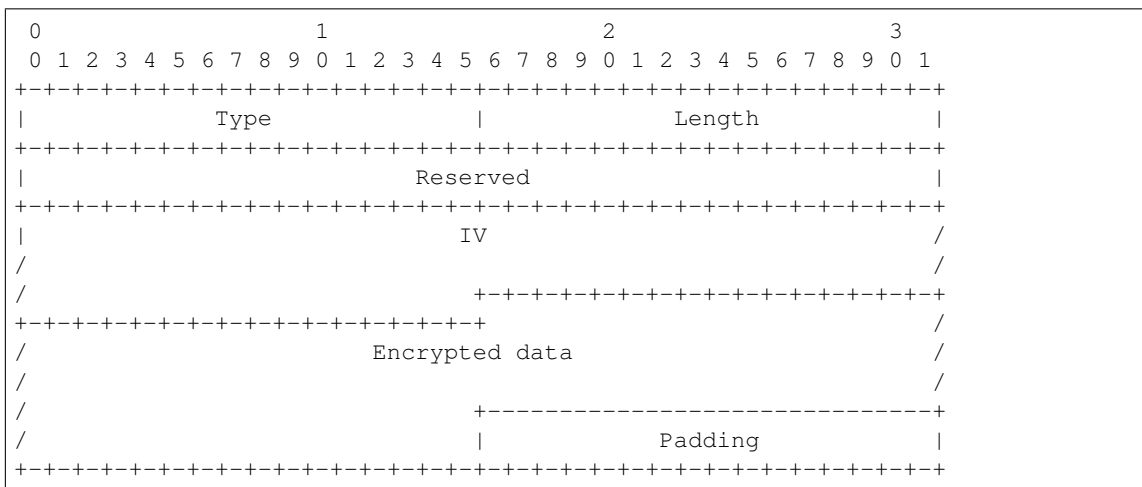 0                   1                   2                   3
 0 1 2 3 4 5 6 7 8 9 0 1 2 3 4 5 6 7 8 9 0 1 2 3 4 5 6 7 8 9 0 1
+-+-+-+-+-+-+-+-+-+-+-+-+-+-+-+-+-+-+-+-+-+-+-+-+-+-+-+-+-+-+-+-+
|             Type              |             Length            |
+-+-+-+-+-+-+-+-+-+-+-+-+-+-+-+-+-+-+-+-+-+-+-+-+-+-+-+-+-+-+-+-+
|                           Reserved                            |
+-+-+-+-+-+-+-+-+-+-+-+-+-+-+-+-+-+-+-+-+-+-+-+-+-+-+-+-+-+-+-+-+
|                              IV                               /
/                                                               /
/                               +-+-+-+-+-+-+-+-+-+-+-+-+-+-+-+-+
+-+-+-+-+-+-+-+-+-+-+-+-+-+-+-+-+                               /
/                        Encrypted data                         /
/                                                               /
/                               +-------------------------------+
/                               |            Padding            |
+-+-+-+-+-+-+-+-+-+-+-+-+-+-+-+-+-+-+-+-+-+-+-+-+-+-+-+-+-+-+-+-+